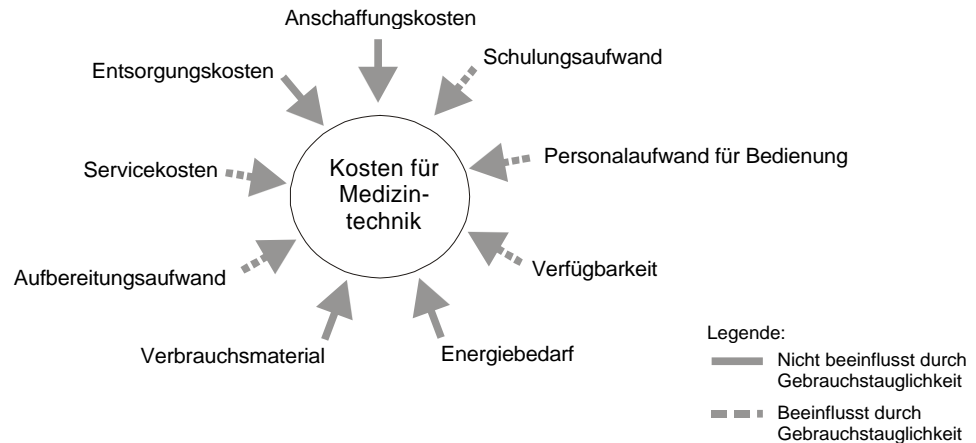 Anschaffungskosten
Schulungsaufwand
Entsorgungskosten
Personalaufwand für Bedienung
Servicekosten
Kosten für
Medizin-
technik
Verfügbarkeit
Aufbereitungsaufwand
Verbrauchsmaterial
Energiebedarf
Legende:
Nicht beeinflusst durch
Gebrauchstauglichkeit
Beeinflusst durch
Gebrauchstauglichkeit